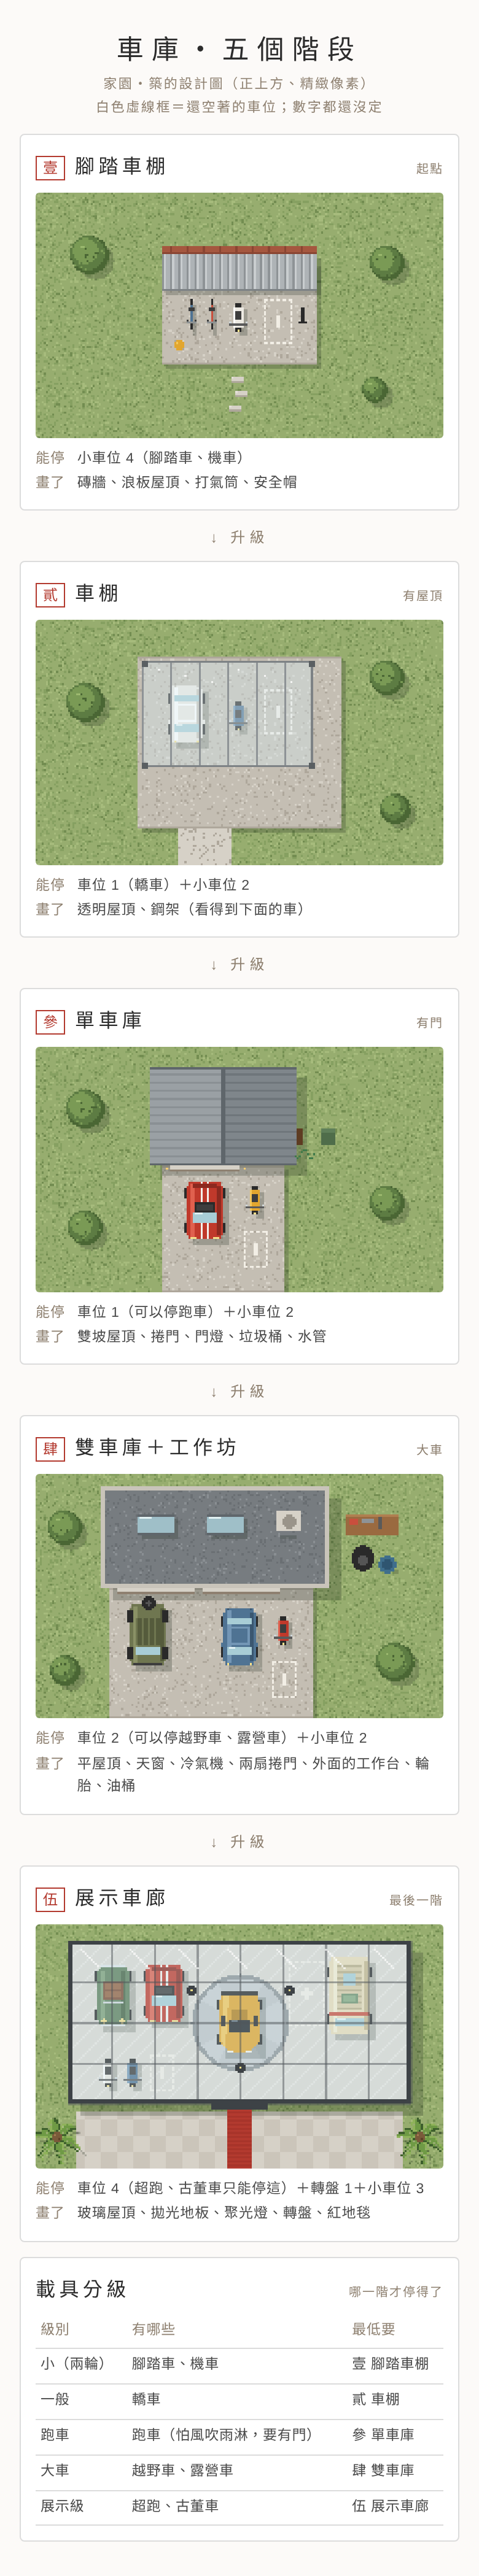 車庫・五個階段
家園・築的設計圖（正上方、精緻像素）
白色虛線框＝還空著的車位；數字都還沒定
壹 腳踏車棚 起點
能停 小車位 4（腳踏車、機車）
畫了 磚牆、浪板屋頂、打氣筒、安全帽
↓ 升級
貳 車棚 有屋頂
能停 車位 1（轎車）＋小車位 2
畫了 透明屋頂、鋼架（看得到下面的車）
↓ 升級
參 單車庫 有門
能停 車位 1（可以停跑車）＋小車位 2
畫了 雙坡屋頂、捲門、門燈、垃圾桶、水管
↓ 升級
肆 雙車庫＋工作坊 大車
能停 車位 2（可以停越野車、露營車）＋小車位 2
畫了 平屋頂、天窗、冷氣機、兩扇捲門、外面的工作台、輪
胎、油桶
↓ 升級
伍 展示車廊 最後一階
能停 車位 4（超跑、古董車只能停這）＋轉盤 1＋小車位 3
畫了 玻璃屋頂、拋光地板、聚光燈、轉盤、紅地毯
載具分級 哪一階才停得了
級別 有哪些 最低要
小（兩輪） 腳踏車、機車 壹 腳踏車棚
一般 轎車 貳 車棚
跑車 跑車（怕風吹雨淋，要有門） 參 單車庫
大車 越野車、露營車 肆 雙車庫
展示級 超跑、古董車 伍 展示車廊